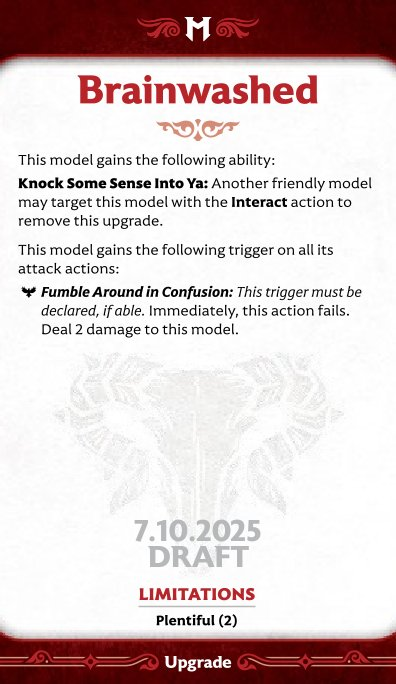 M
Brainwashed
This model gains the following ability:
Knock Some Sense Into Ya: Another friendly model
may target this model with the Interact action to
remove this upgrade.
This model gains the following trigger on all its
attack actions:
Fumble Around in Confusion: This trigger must be
declared, if able. Immediately, this action fails.
Deal 2 damage to this model.
7.10.2025
DRAFT
LIMITATIONS
Plentiful (2)
Upgrade